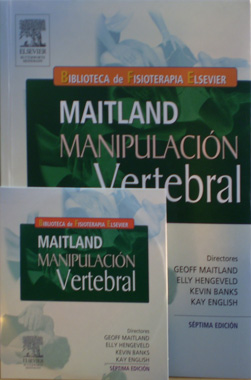 ELSEVIER
BIBLIOTECA DE FISIOTERAPIA ELSEVIER
MAITLAND
MANIPULACIÓN
Vertebral
Directores
GEOFF MAITLAND
ELLY HENGEVELD
KEVIN BANKS
KAY ENGLISH
SÉPTIMA EDICIÓN
BIBLIOTECA DE FISIOTERAPIA ELSEVIER
MAITLAND
MANIPULACIÓN
Vertebral
Directores
GEOFF MAITLAND
ELLY HENGEVELD
KEVIN BANKS
KAY ENGLISH
SÉPTIMA EDICIÓN
ELSEVIER